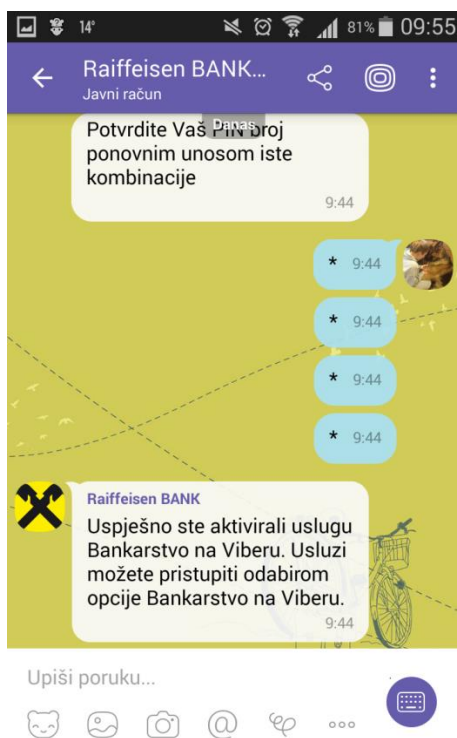 14° 81% 09:55
Raiffeisen BANK...
Javni račun
Danas
Potvrdite Vaš PIN broj
ponovnim unosom iste
kombinacije
9:44
* 9:44
* 9:44
* 9:44
* 9:44
Raiffeisen BANK
Uspješno ste aktivirali uslugu
Bankarstvo na Viberu. Usluzi
možete pristupiti odabirom
opcije Bankarstvo na Viberu.
9:44
Upiši poruku...